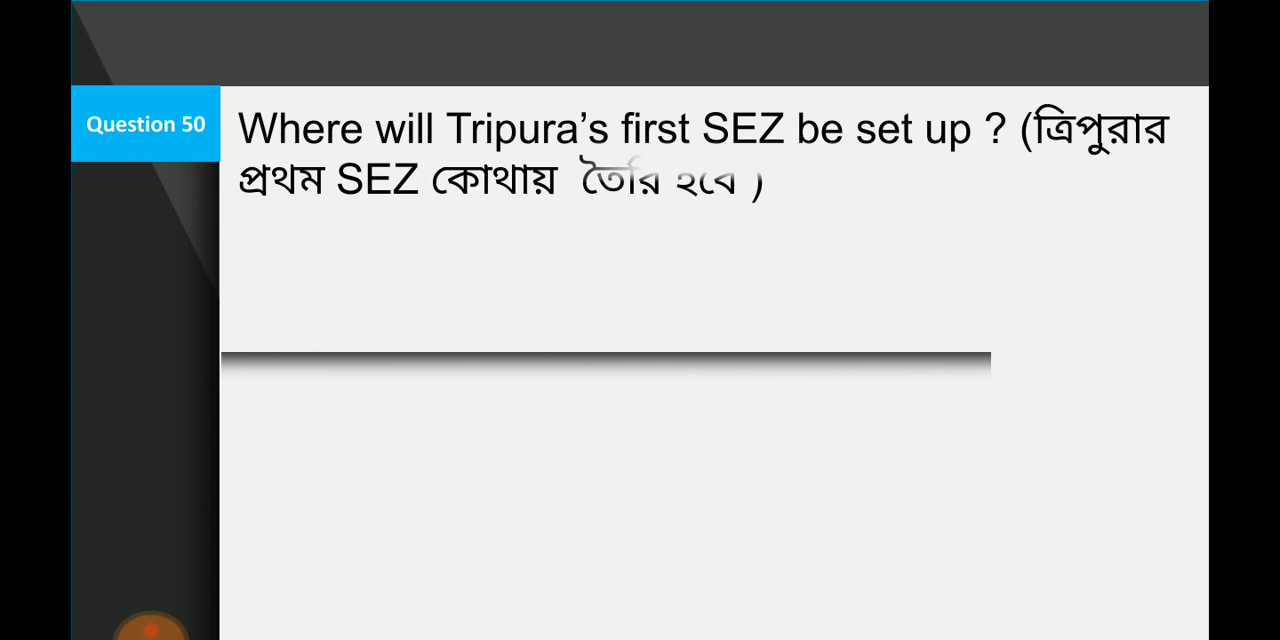 Question 50
Where will Tripura's first SEZ be set up ? (ত্রিপুরার
প্রথম SEZ কোথায় তৈরি হবে )